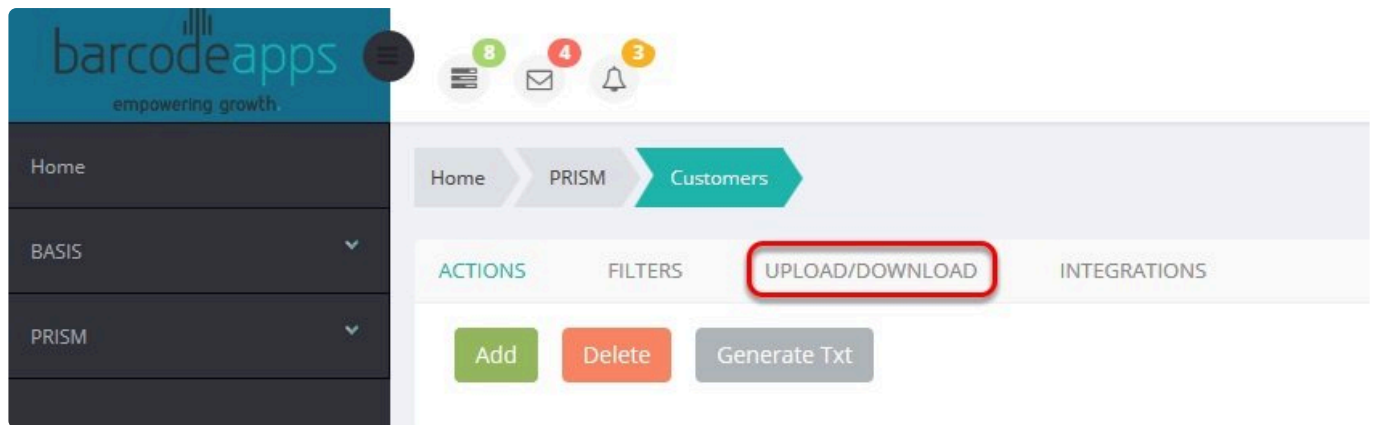 barcodeapps
empowering growth.
8 4 3
Home
BASIS
PRISM
Home PRISM Customers
ACTIONS FILTERS UPLOAD/DOWNLOAD INTEGRATIONS
Add Delete Generate Txt